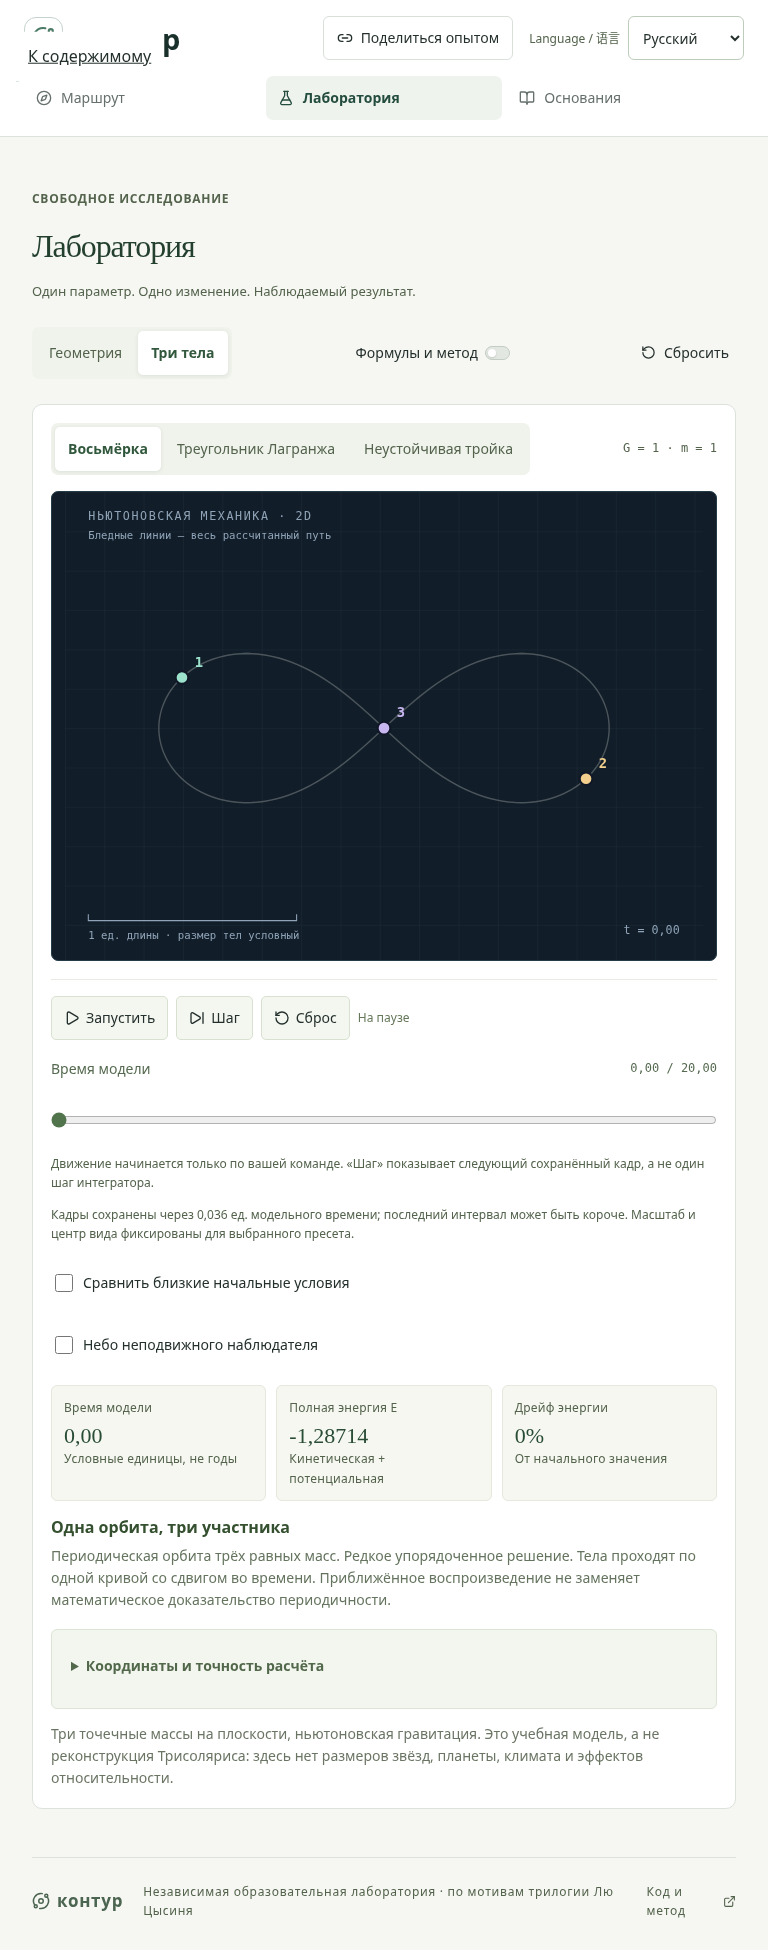 К содержимому
р
Поделиться опытом
Language / 语言
Русский
Маршрут
Лаборатория
Основания
СВОБОДНОЕ ИССЛЕДОВАНИЕ
Лаборатория
Один параметр. Одно изменение. Наблюдаемый результат.
Геометрия
Три тела
Формулы и метод
Сбросить
Восьмёрка
Треугольник Лагранжа
Неустойчивая тройка
G = 1 · m = 1
НЬЮТОНОВСКАЯ МЕХАНИКА · 2D
Бледные линии — весь рассчитанный путь
1
3
2
1 ед. длины · размер тел условный
t = 0,00
Запустить
Шаг
Сброс
На паузе
Время модели
0,00 / 20,00
Движение начинается только по вашей команде. «Шаг» показывает следующий сохранённый кадр, а не один
шаг интегратора.
Кадры сохранены через 0,036 ед. модельного времени; последний интервал может быть короче. Масштаб и
центр вида фиксированы для выбранного пресета.
Сравнить близкие начальные условия
Небо неподвижного наблюдателя
Время модели
0,00
Условные единицы, не годы
Полная энергия E
-1,28714
Кинетическая +
потенциальная
Дрейф энергии
0%
От начального значения
Одна орбита, три участника
Периодическая орбита трёх равных масс. Редкое упорядоченное решение. Тела проходят по
одной кривой со сдвигом во времени. Приближённое воспроизведение не заменяет
математическое доказательство периодичности.
Координаты и точность расчёта
Три точечные массы на плоскости, ньютоновская гравитация. Это учебная модель, а не
реконструкция Трисоляриса: здесь нет размеров звёзд, планеты, климата и эффектов
относительности.
контур
Независимая образовательная лаборатория · по мотивам трилогии Лю
Цысиня
Код и
метод